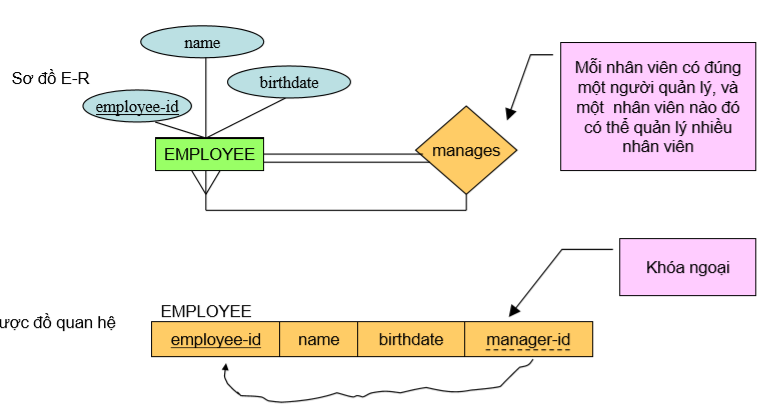 name
Sơ đồ E-R
birthdate
employee-id
EMPLOYEE
manages
Mỗi nhân viên có đúng
một người quản lý, và
một nhân viên nào đó
có thể quản lý nhiều
nhân viên
Khóa ngoại
ược đồ quan hệ
EMPLOYEE
employee-id name birthdate manager-id